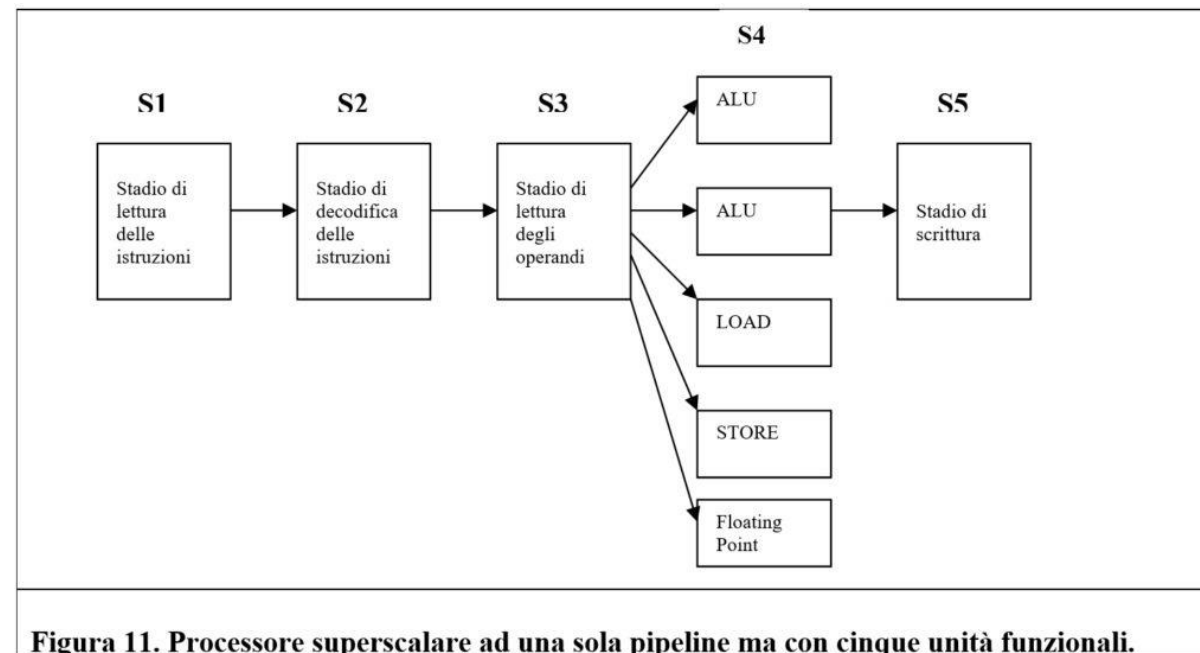 S4
S1
S2
S3
S5
Stadio di
lettura
delle
istruzioni
Stadio di
decodifica
delle
istruzioni
Stadio di
lettura
degli
operandi
ALU
ALU
LOAD
STORE
Floating
Point
Stadio di
scrittura
Figura 11. Processore superscalare ad una sola pipeline ma con cinque unità funzionali.